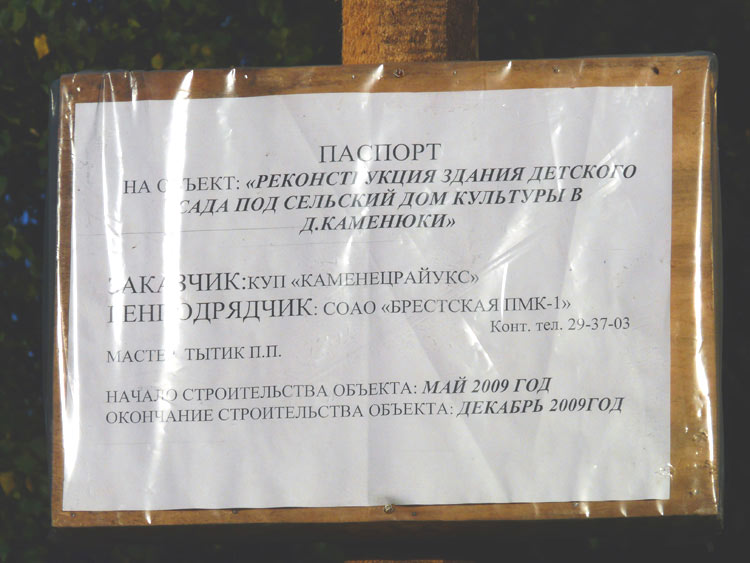 ПАСПОРТ
НА ОБЪЕКТ: «РЕКОНСТРУКЦИЯ ЗДАНИЯ ДЕТСКОГО
САДА ПОД СЕЛЬСКИЙ ДОМ КУЛЬТУРЫ В
Д.КАМЕНЮКИ»
ЗАКАЗЧИК:КУП «КАМЕНЕЦРАЙУКС»
ГЕНПОДРЯДЧИК: СОАО «БРЕСТСКАЯ ПМК-1»
Конт. тел. 29-37-03
МАСТЕР ТЫТИК П.П.
НАЧАЛО СТРОИТЕЛЬСТВА ОБЪЕКТА: МАЙ 2009 ГОД
ОКОНЧАНИЕ СТРОИТЕЛЬСТВА ОБЪЕКТА: ДЕКАБРЬ 2009ГОД